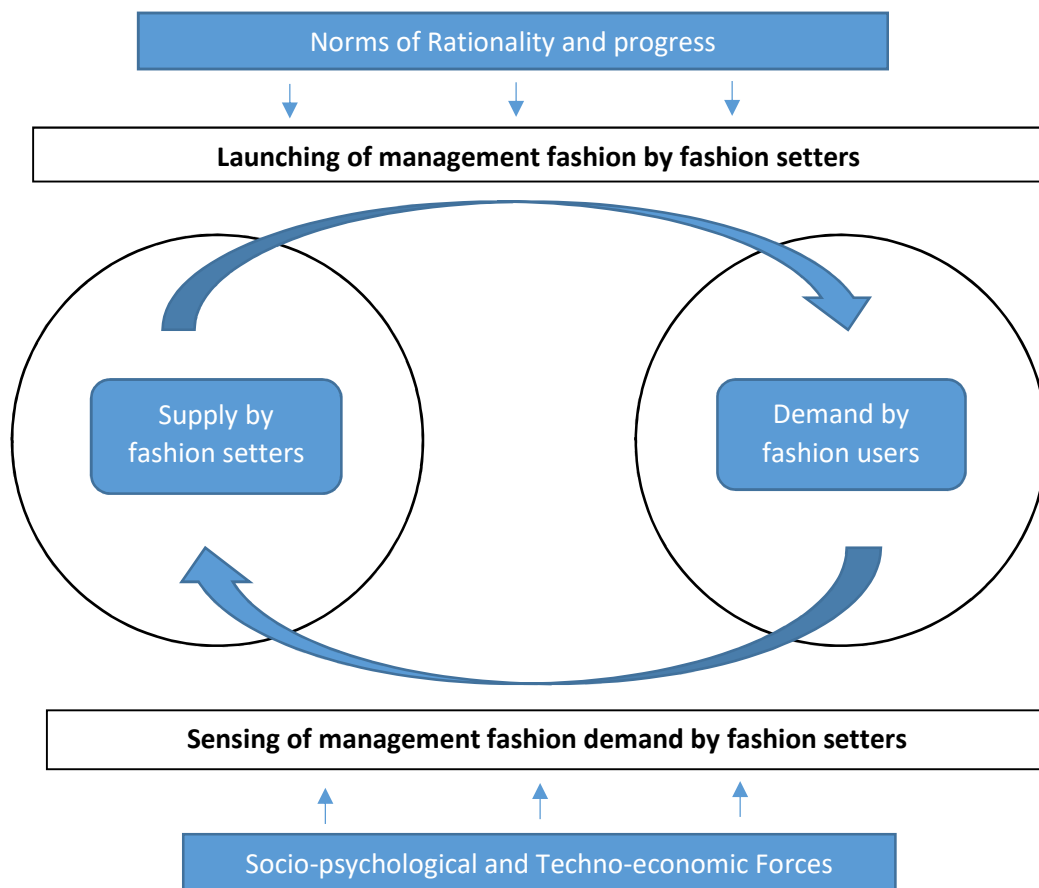 Norms of Rationality and progress
Launching of management fashion by fashion setters
Supply by
fashion setters
Demand by
fashion users
Sensing of management fashion demand by fashion setters
Socio-psychological and Techno-economic Forces